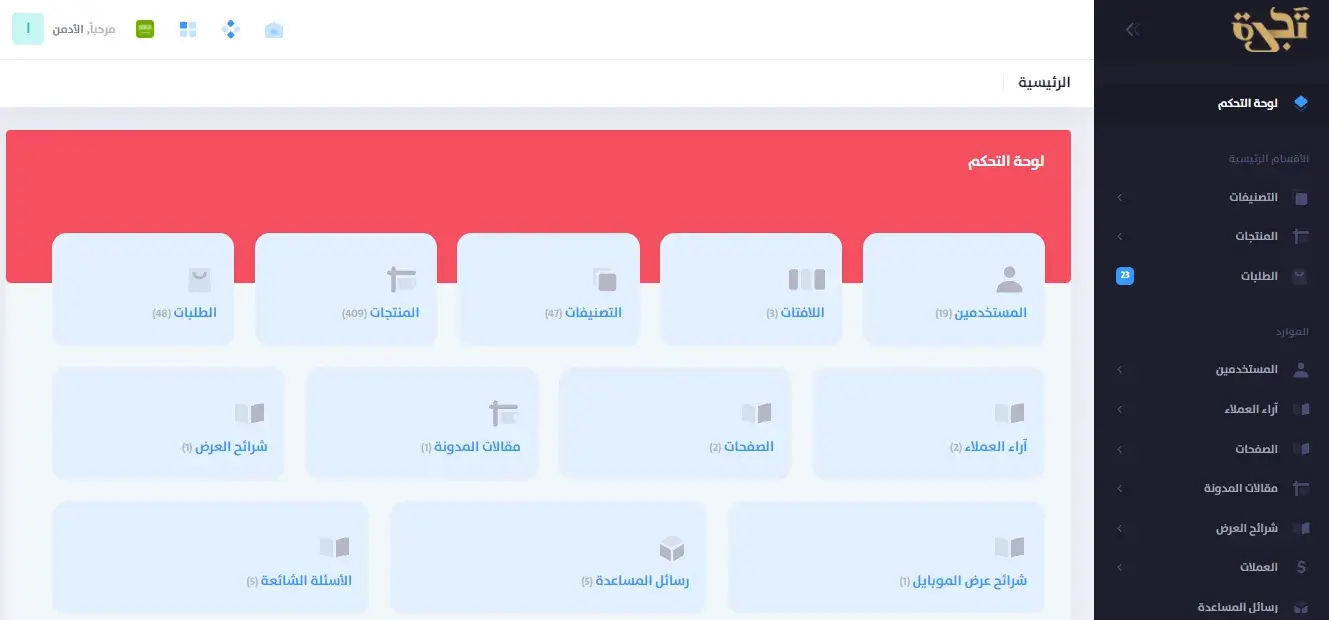 تجرة
لوحة التحكم
الأقسام الرئيسية
التصنيفات
المنتجات
الطلبات
23
الموارد
المستخدمين
آراء العملاء
الصفحات
مقالات المدونة
شرائح العرض
العملات
رسائل المساعدة
مرحباً, الأدمن
ا
الرئيسية
لوحة التحكم
المستخدمين (19)
اللافتات (3)
التصنيفات (47)
المنتجات (409)
الطلبات (48)
آراء العملاء (2)
الصفحات (2)
مقالات المدونة (1)
شرائح العرض (1)
شرائح عرض الموبايل (1)
رسائل المساعدة (5)
الأسئلة الشائعة (5)